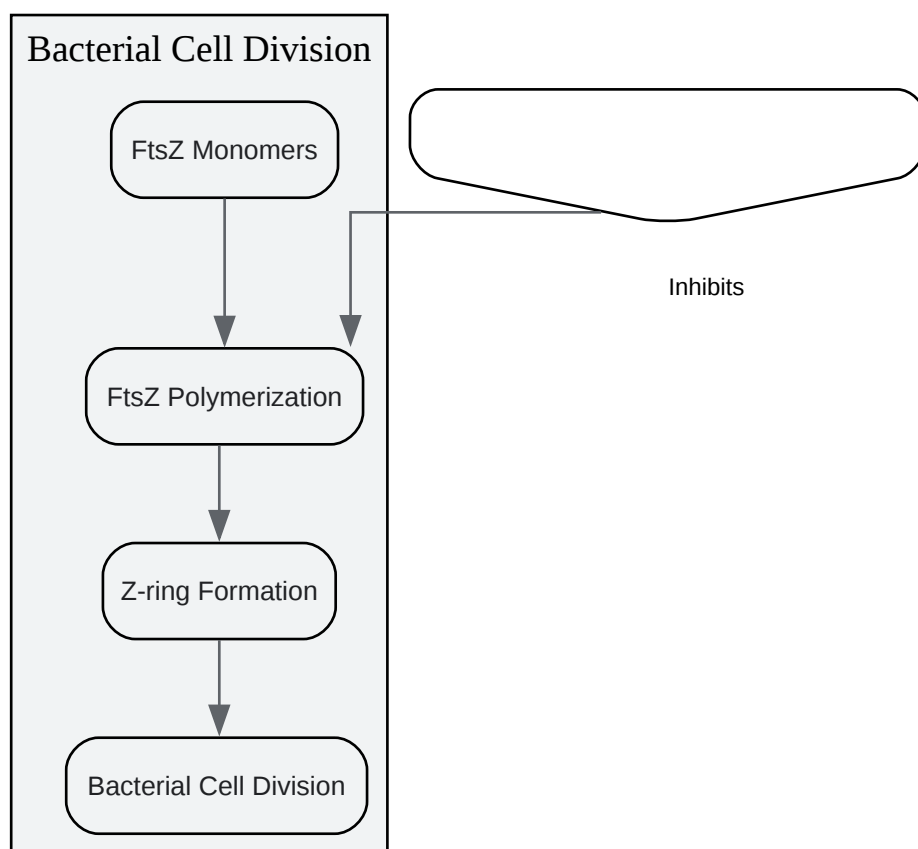 Bacterial Cell Division
FtsZ Monomers
Inhibits
FtsZ Polymerization
Z-ring Formation
Bacterial Cell Division